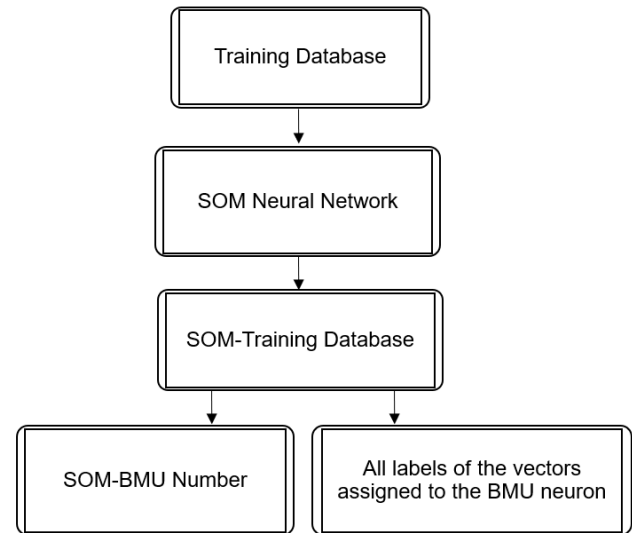 Training Database
SOM Neural Network
SOM-Training Database
SOM-BMU Number
All labels of the vectors
assigned to the BMU neuron